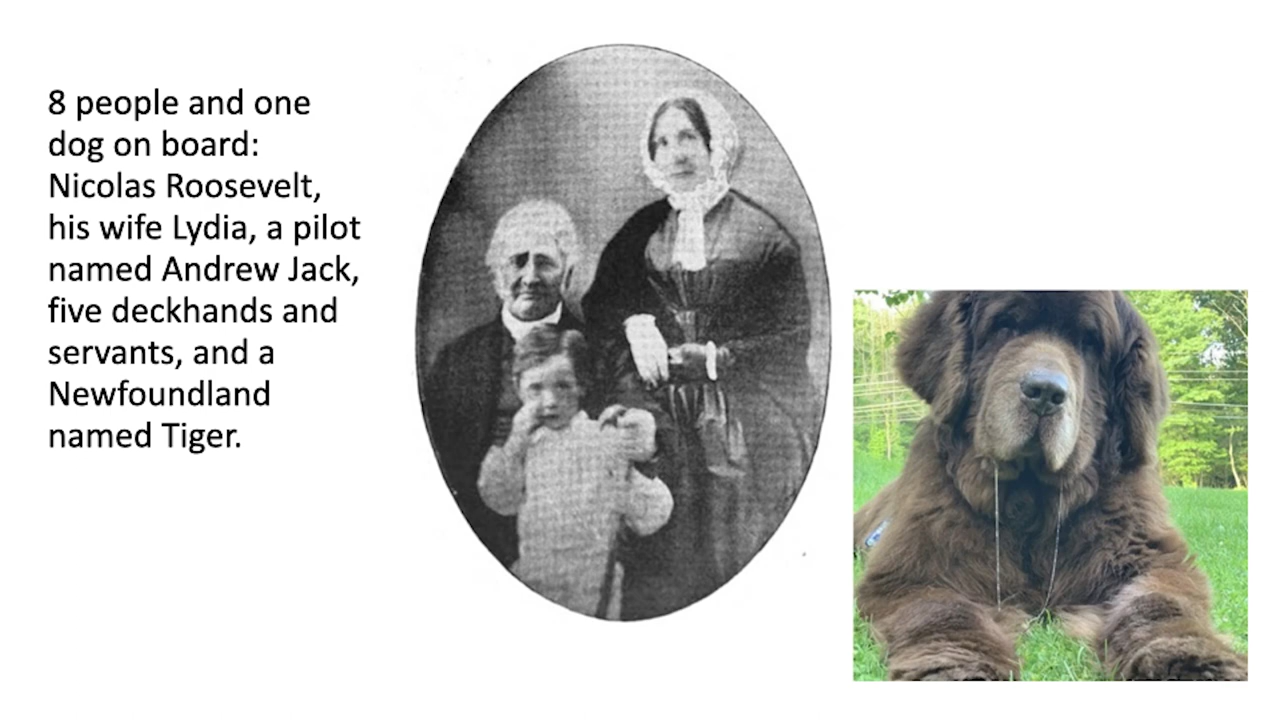 8 people and one
dog on board:
Nicolas Roosevelt,
his wife Lydia, a pilot
named Andrew Jack,
five deckhands and
servants, and a
Newfoundland
named Tiger.